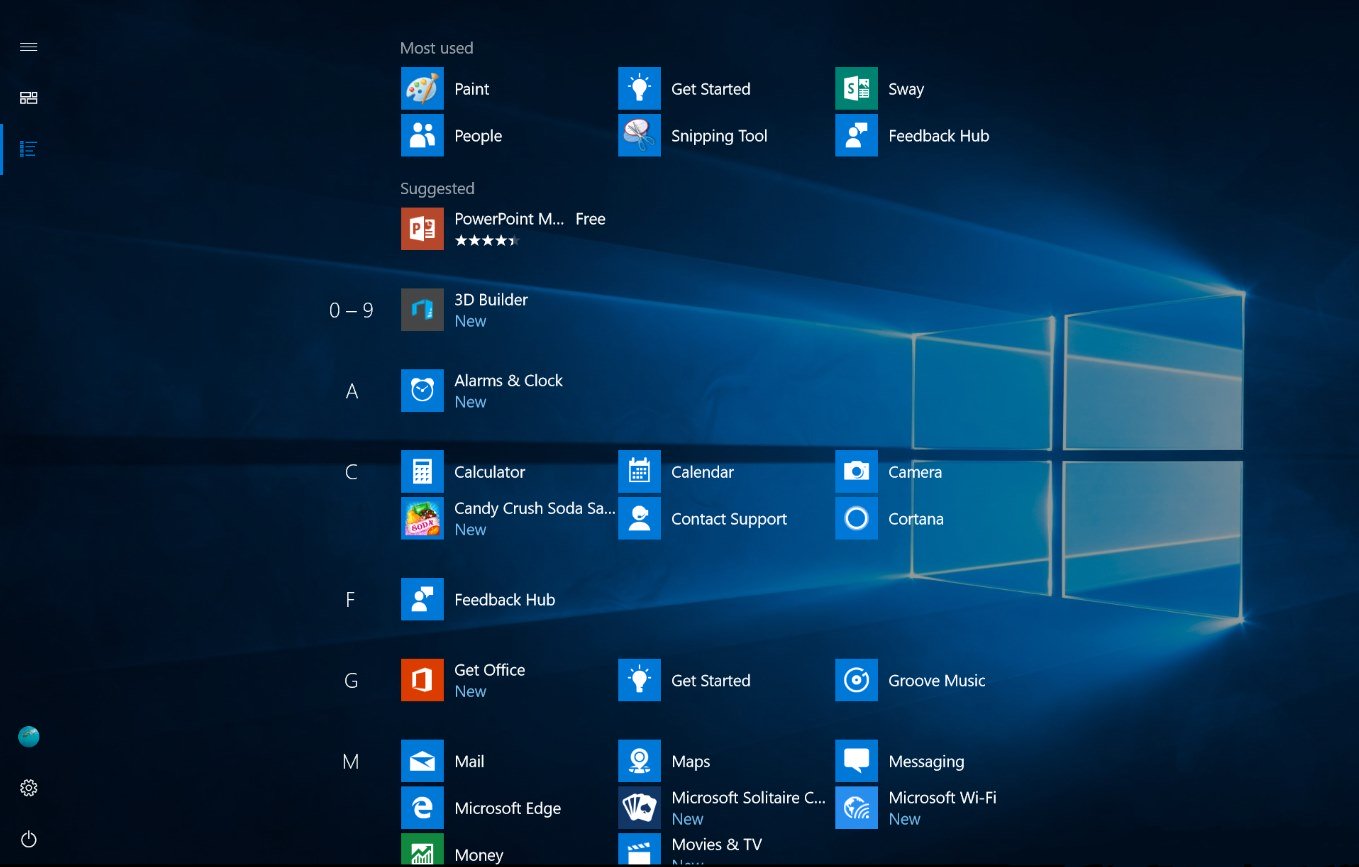 Most used
Paint
Get Started
Sway
People
Snipping Tool
Feedback Hub
Suggested
PowerPoint M... Free
0 – 9
3D Builder
New
A
Alarms & Clock
New
C
Calculator
Calendar
Camera
Candy Crush Soda Sa...
New
Contact Support
Cortana
F
Feedback Hub
G
Get Office
New
Get Started
Groove Music
M
Mail
Maps
Messaging
Microsoft Edge
Microsoft Solitaire C...
New
Microsoft Wi-Fi
New
Money
Movies & TV
New